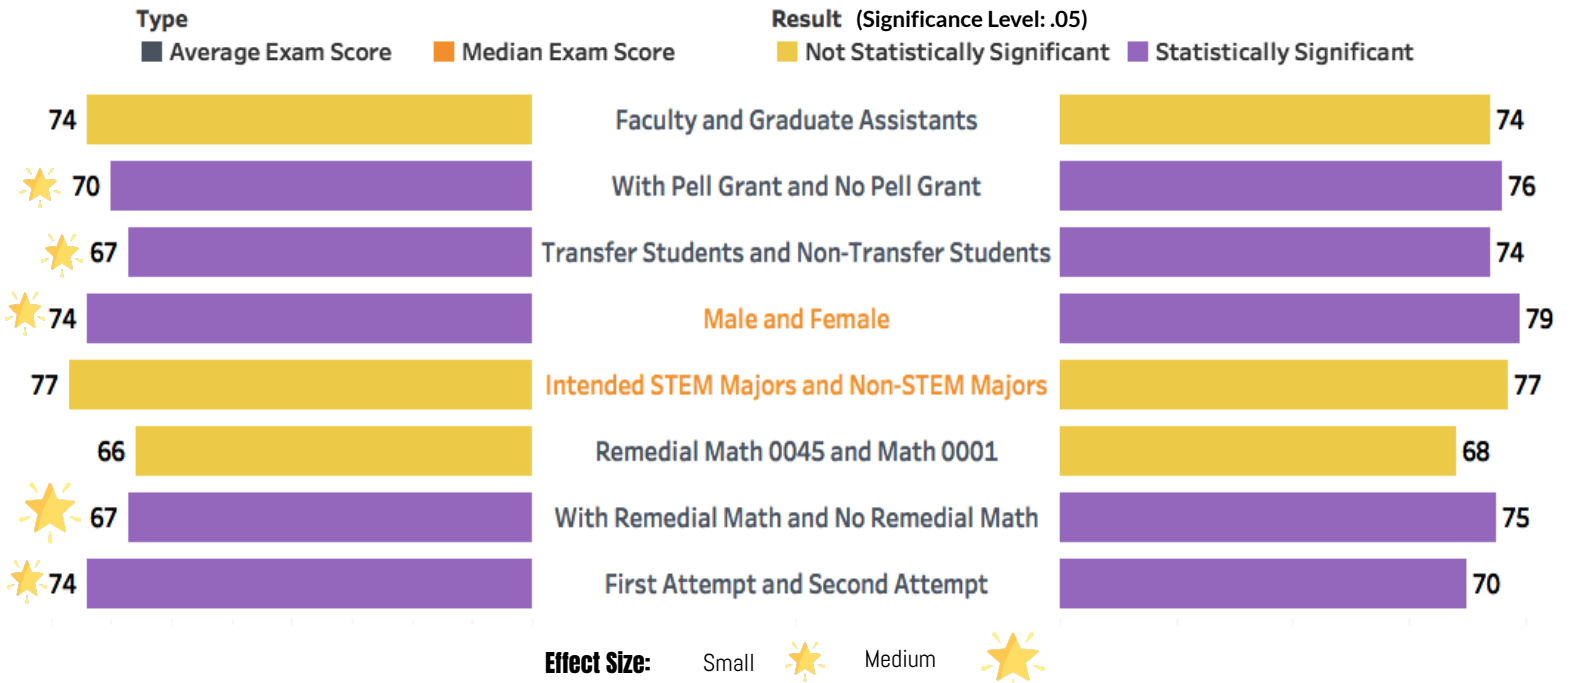 Type
Average Exam Score Median Exam Score
Result (Significance Level: .05)
Not Statistically Significant Statistically Significant
74 Faculty and Graduate Assistants 74
70 With Pell Grant and No Pell Grant 76
67 Transfer Students and Non-Transfer Students 74
74 Male and Female 79
77 Intended STEM Majors and Non-STEM Majors 77
66 Remedial Math 0045 and Math 0001 68
67 With Remedial Math and No Remedial Math 75
74 First Attempt and Second Attempt 70
Effect Size: Small Medium